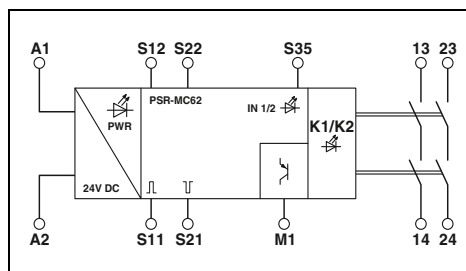 A1 S12 S22 S35 13 23
PSR-MC62
IN 1/2
PWR
K1/K2
24V DC
A2 S11 S21 M1 14 24